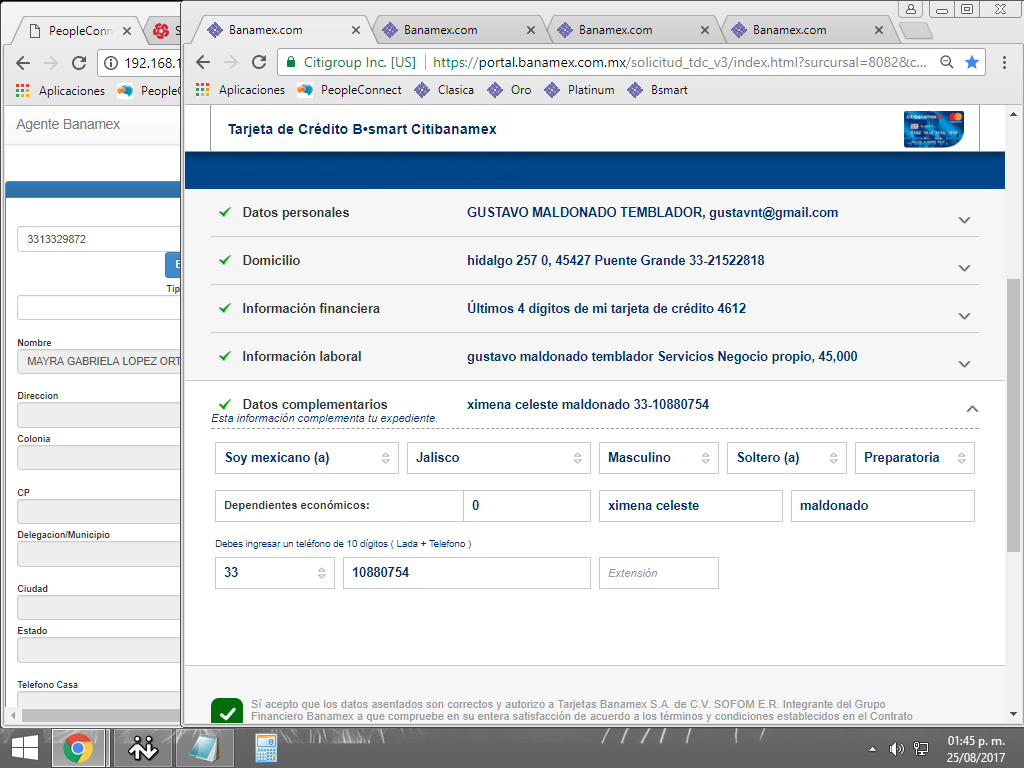 PeopleConn
S
Banamex.com
Banamex.com
Banamex.com
Banamex.com
192.168.1
Citigroup Inc. [US]
https://portal.banamex.com.mx/solicitud_tdc_v3/index.html?surcursal=8082&c...
Aplicaciones
PeopleC
Aplicaciones
PeopleConnect
Clasica
Oro
Platinum
Bsmart
Agente Banamex
Tarjeta de Crédito B•smart Citibanamex
citibanamex
Datos personales
GUSTAVO MALDONADO TEMBLADOR, gustavnt@gmail.com
3313329872
Domicilio
hidalgo 257 0, 45427 Puente Grande 33-21522818
E
Tip
Información financiera
Últimos 4 dígitos de mi tarjeta de crédito 4612
Nombre
MAYRA GABRIELA LOPEZ ORT
Información laboral
gustavo maldonado temblador Servicios Negocio propio, 45,000
Direccion
Datos complementarios
ximena celeste maldonado 33-10880754
Esta información complementa tu expediente.
Colonia
Soy mexicano (a)
Jalisco
Masculino
Soltero (a)
Preparatoria
CP
Dependientes económicos:
0
ximena celeste
maldonado
Delegacion/Municipio
Debes ingresar un teléfono de 10 dígitos ( Lada + Telefono )
33
10880754
Extensión
Ciudad
Estado
Telefono Casa
Sí acepto que los datos asentados son correctos y autorizo a Tarjetas Banamex S.A. de C.V. SOFOM E.R. Integrante del Grupo
Financiero Banamex a que compruebe en su entera satisfacción de acuerdo a los términos y condiciones establecidos en el Contrato
01:45 p. m.
25/08/2017